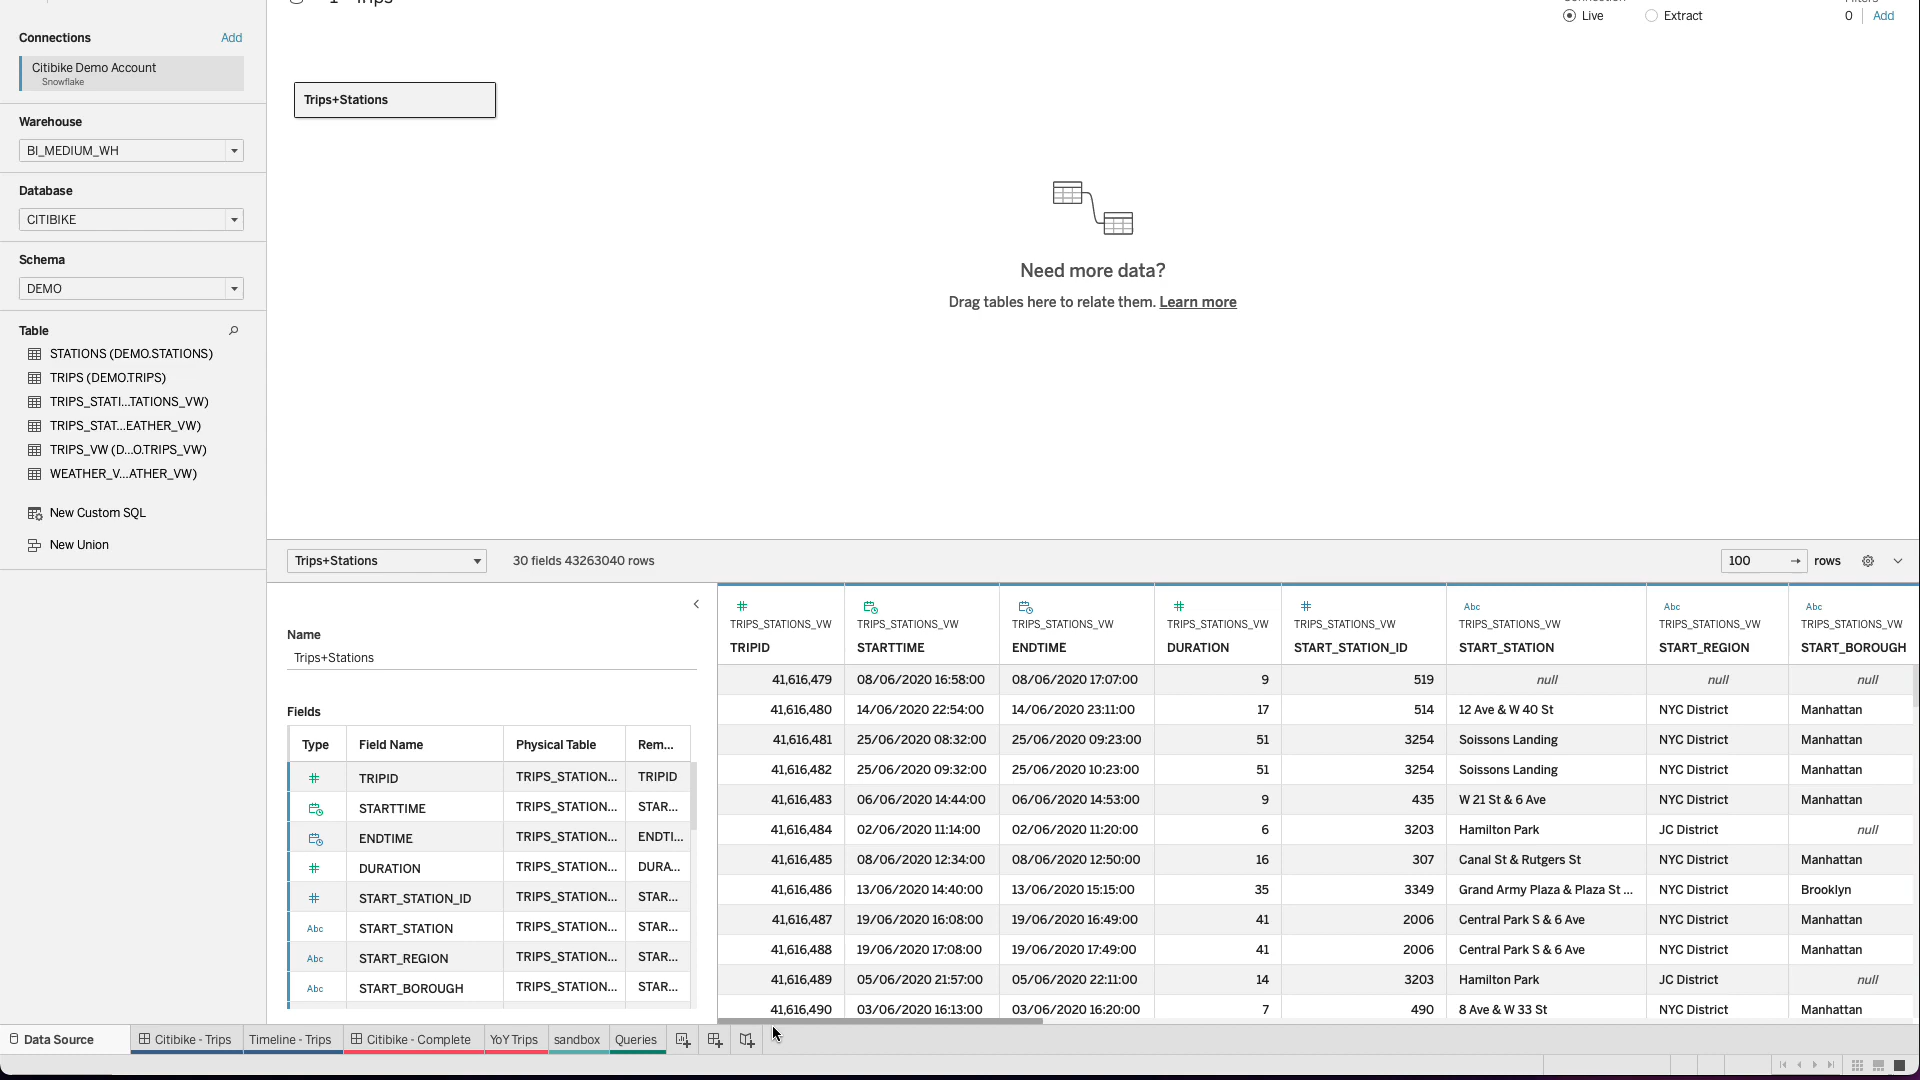 1 - Trips
Connections Add
Citibike Demo Account
Snowflake
Warehouse
BI_MEDIUM_WH
Database
CITIBIKE
Schema
DEMO
Table
STATIONS (DEMO.STATIONS)
TRIPS (DEMO.TRIPS)
TRIPS_STATI...TATIONS_VW)
TRIPS_STAT...EATHER_VW)
TRIPS_VW (D...O.TRIPS_VW)
WEATHER_V...ATHER_VW)
New Custom SQL
New Union
Live Extract
0 Add
Trips+Stations
Need more data?
Drag tables here to relate them. Learn more
Trips+Stations 30 fields 43263040 rows
100 → rows
Name
Trips+Stations
Fields
Type Field Name Physical Table Rem...
# TRIPID TRIPS_STATION... TRIPID
STARTTIME TRIPS_STATION... STAR...
ENDTIME TRIPS_STATION... ENDTI...
# DURATION TRIPS_STATION... DURA...
# START_STATION_ID TRIPS_STATION... STAR...
Abc START_STATION TRIPS_STATION... STAR...
Abc START_REGION TRIPS_STATION... STAR...
Abc START_BOROUGH TRIPS_STATION... STAR...
# # # Abc Abc Abc
TRIPS_STATIONS_VW TRIPS_STATIONS_VW TRIPS_STATIONS_VW TRIPS_STATIONS_VW TRIPS_STATIONS_VW TRIPS_STATIONS_VW TRIPS_STATIONS_VW TRIPS_STATIONS_VW
TRIPID STARTTIME ENDTIME DURATION START_STATION_ID START_STATION START_REGION START_BOROUGH
41,616,479 08/06/2020 16:58:00 08/06/2020 17:07:00 9 519 null null null
41,616,480 14/06/2020 22:54:00 14/06/2020 23:11:00 17 514 12 Ave & W 40 St NYC District Manhattan
41,616,481 25/06/2020 08:32:00 25/06/2020 09:23:00 51 3254 Soissons Landing NYC District Manhattan
41,616,482 25/06/2020 09:32:00 25/06/2020 10:23:00 51 3254 Soissons Landing NYC District Manhattan
41,616,483 06/06/2020 14:44:00 06/06/2020 14:53:00 9 435 W 21 St & 6 Ave NYC District Manhattan
41,616,484 02/06/2020 11:14:00 02/06/2020 11:20:00 6 3203 Hamilton Park JC District null
41,616,485 08/06/2020 12:34:00 08/06/2020 12:50:00 16 307 Canal St & Rutgers St NYC District Manhattan
41,616,486 13/06/2020 14:40:00 13/06/2020 15:15:00 35 3349 Grand Army Plaza & Plaza St ... NYC District Brooklyn
41,616,487 19/06/2020 16:08:00 19/06/2020 16:49:00 41 2006 Central Park S & 6 Ave NYC District Manhattan
41,616,488 19/06/2020 17:08:00 19/06/2020 17:49:00 41 2006 Central Park S & 6 Ave NYC District Manhattan
41,616,489 05/06/2020 21:57:00 05/06/2020 22:11:00 14 3203 Hamilton Park JC District null
41,616,490 03/06/2020 16:13:00 03/06/2020 16:20:00 7 490 8 Ave & W 33 St NYC District Manhattan
Data Source Citibike - Trips Timeline - Trips Citibike - Complete YoY Trips sandbox Queries